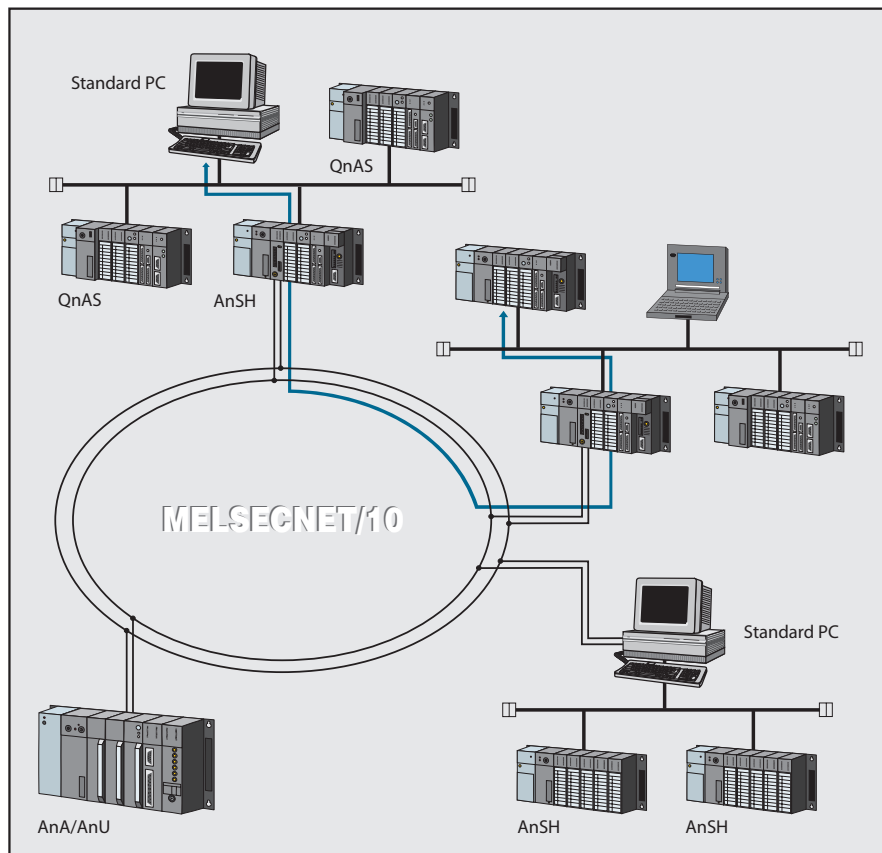 Standard PC
QnAS
QnAS
AnSH
MELSECNET/10
Standard PC
AnA/AnU
AnSH
AnSH